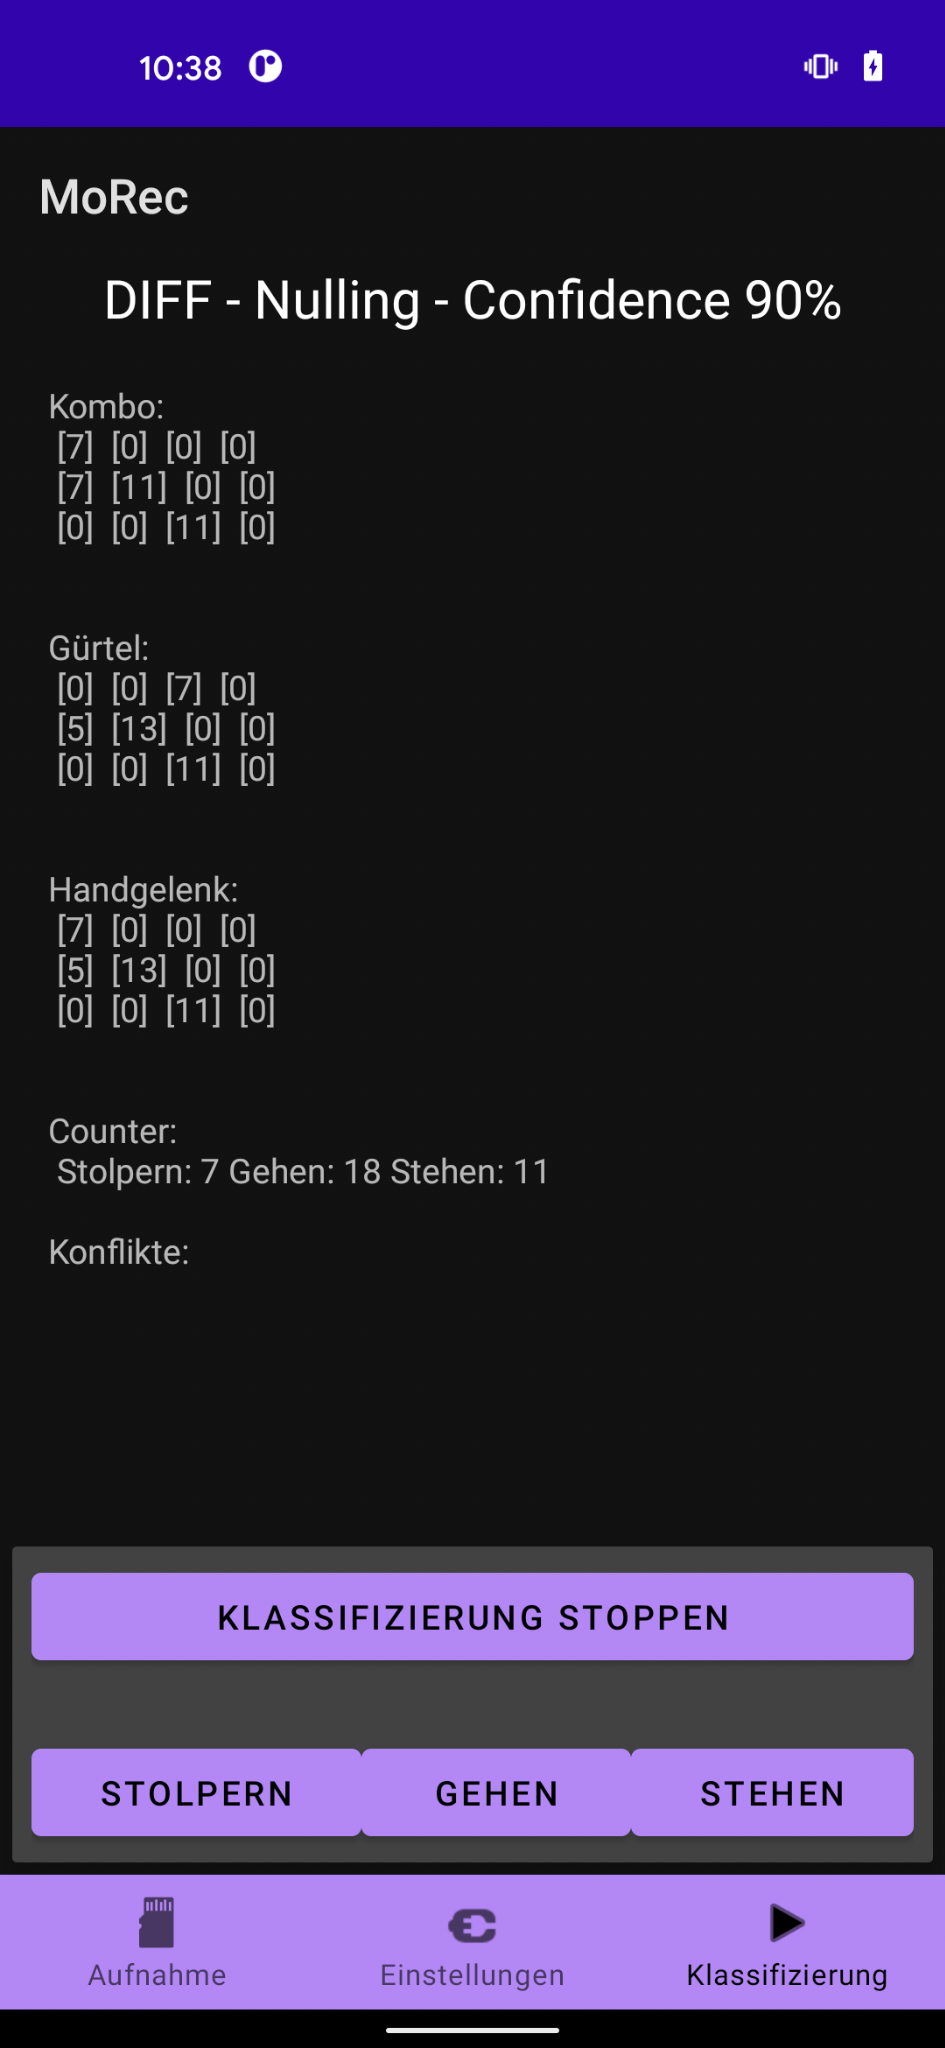 10:38
MoRec
DIFF - Nulling - Confidence 90%
Kombo:
[7] [0] [0] [0]
[7] [11] [0] [0]
[0] [0] [11] [0]
Gürtel:
[0] [0] [7] [0]
[5] [13] [0] [0]
[0] [0] [11] [0]
Handgelenk:
[7] [0] [0] [0]
[5] [13] [0] [0]
[0] [0] [11] [0]
Counter:
Stolpern: 7 Gehen: 18 Stehen: 11
Konflikte:
KLASSIFIZIERUNG STOPPEN
STOLPERN GEHEN STEHEN
Aufnahme Einstellungen Klassifizierung